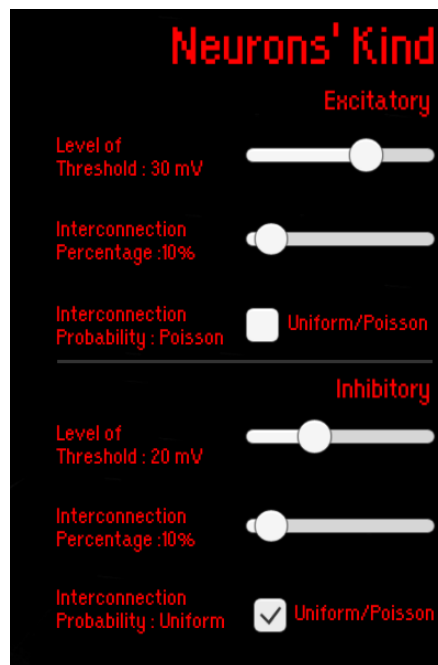 Neurons' Kind
Excitatory
Level of
Threshold : 30 mV
Interconnection
Percentage :10%
Interconnection
Probability : Poisson
Uniform/Poisson
Inhibitory
Level of
Threshold : 20 mV
Interconnection
Percentage :10%
Interconnection
Probability : Uniform
Uniform/Poisson